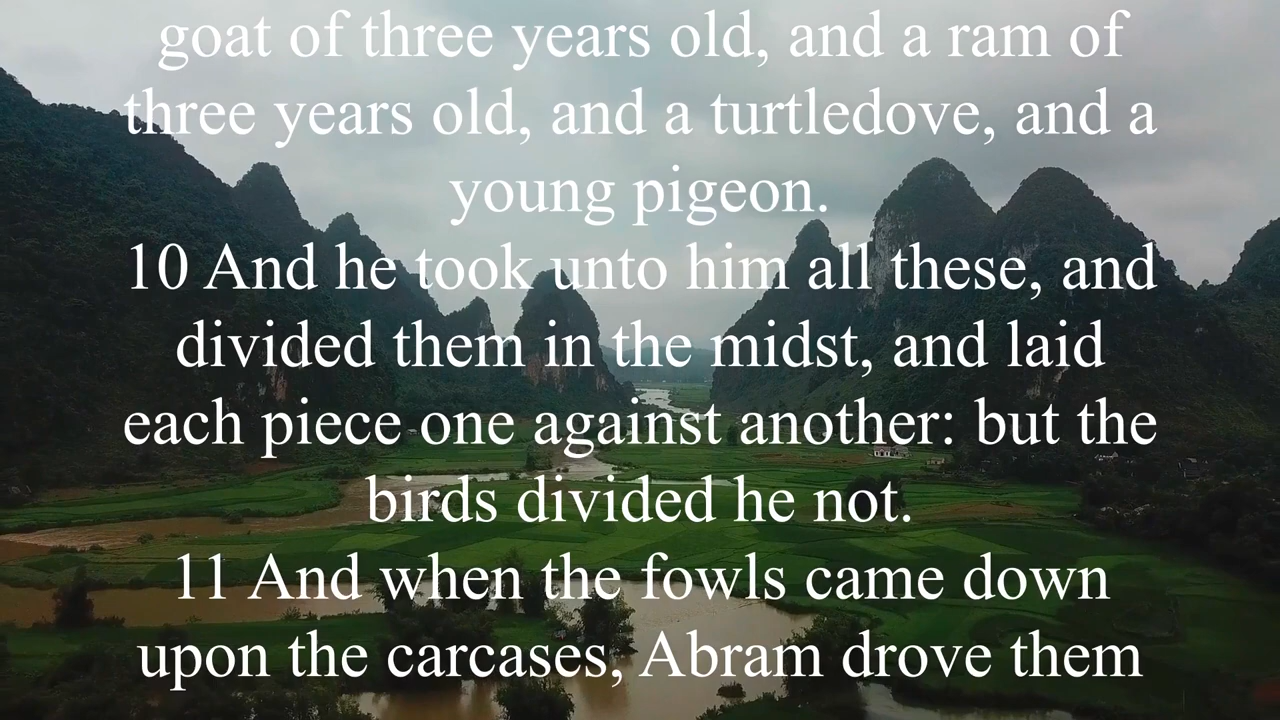 goat of three years old, and a ram of
three years old, and a turtledove, and a
young pigeon.
10 And he took unto him all these, and
divided them in the midst, and laid
each piece one against another: but the
birds divided he not.
11 And when the fowls came down
upon the carcases, Abram drove them